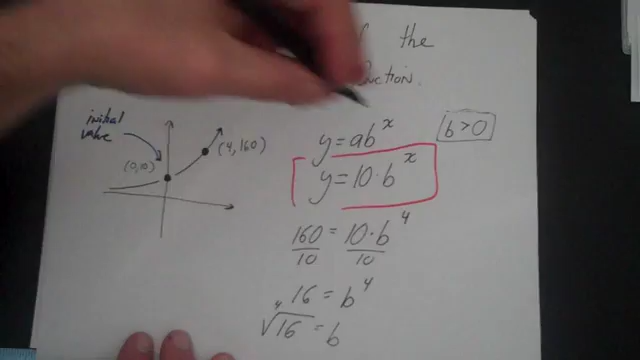 the
initial
value
(0,10)
(4,160)
y=ab^x
b>0
y=10·b^x
160/10 = 10·b^4/10
16 = b^4
⁴√16 = b